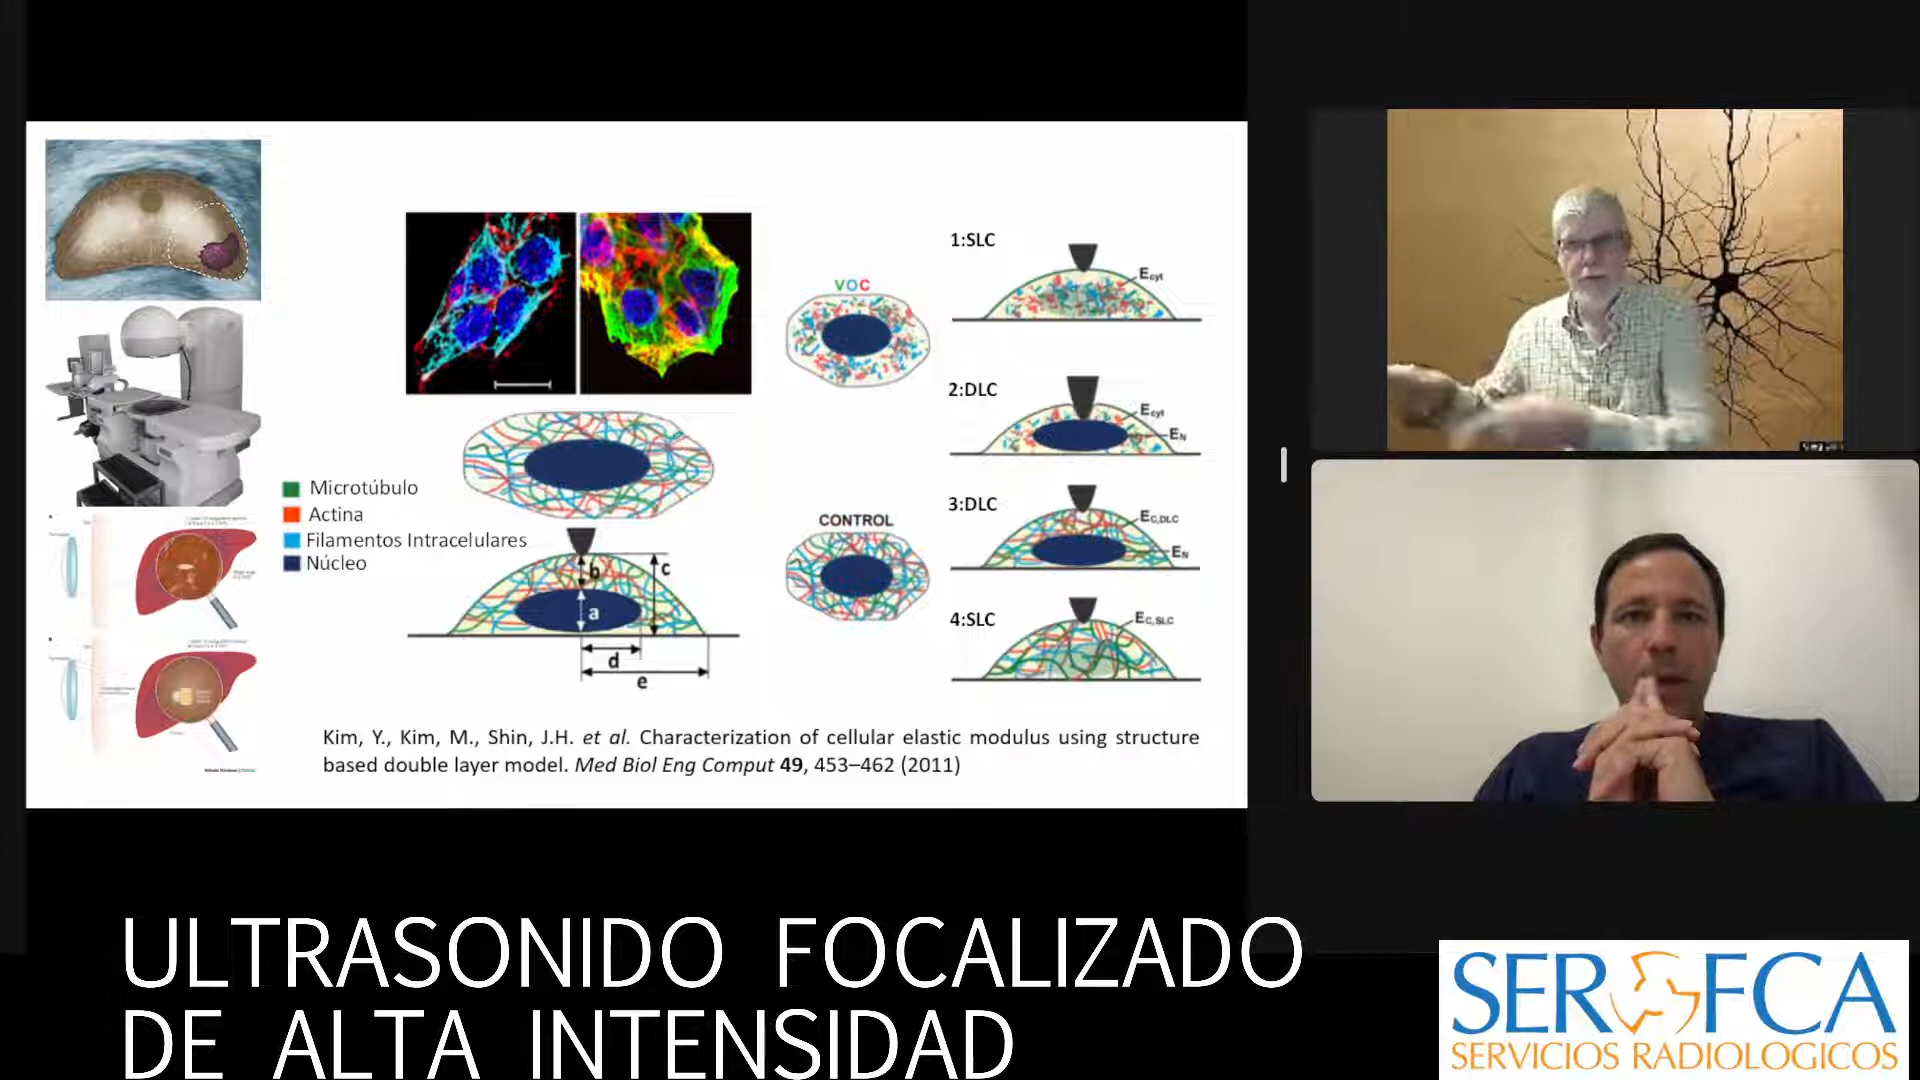 VOC
1:SLC
Ecyt
2:DLC
Ecyt
EN
Microtúbulo
Actina
Filamentos Intracelulares
Núcleo
b
c
a
d
e
CONTROL
3:DLC
EC,DLC
EN
4:SLC
EC,SLC
Kim, Y., Kim, M., Shin, J.H. et al. Characterization of cellular elastic modulus using structure
based double layer model. Med Biol Eng Comput 49, 453–462 (2011)
ULTRASONIDO FOCALIZADO
DE ALTA INTENSIDAD
SEROFCA
SERVICIOS RADIOLOGICOS